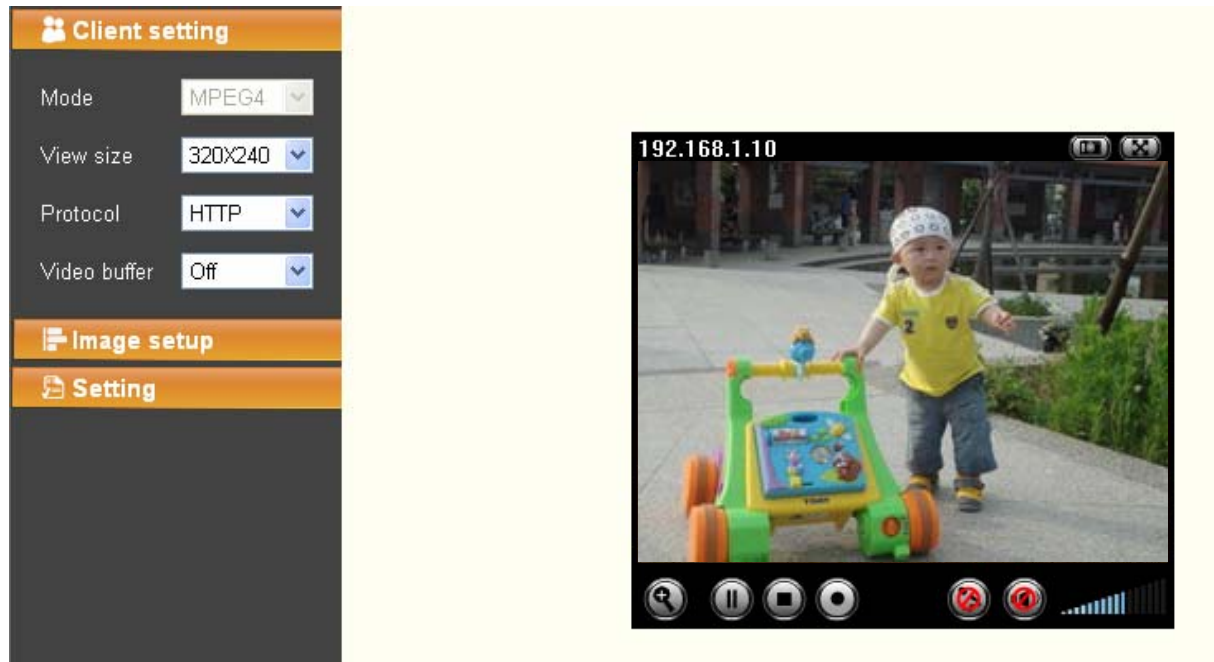 Client setting
Mode MPEG4
View size 320X240
Protocol HTTP
Video buffer Off
Image setup
Setting
192.168.1.10
2